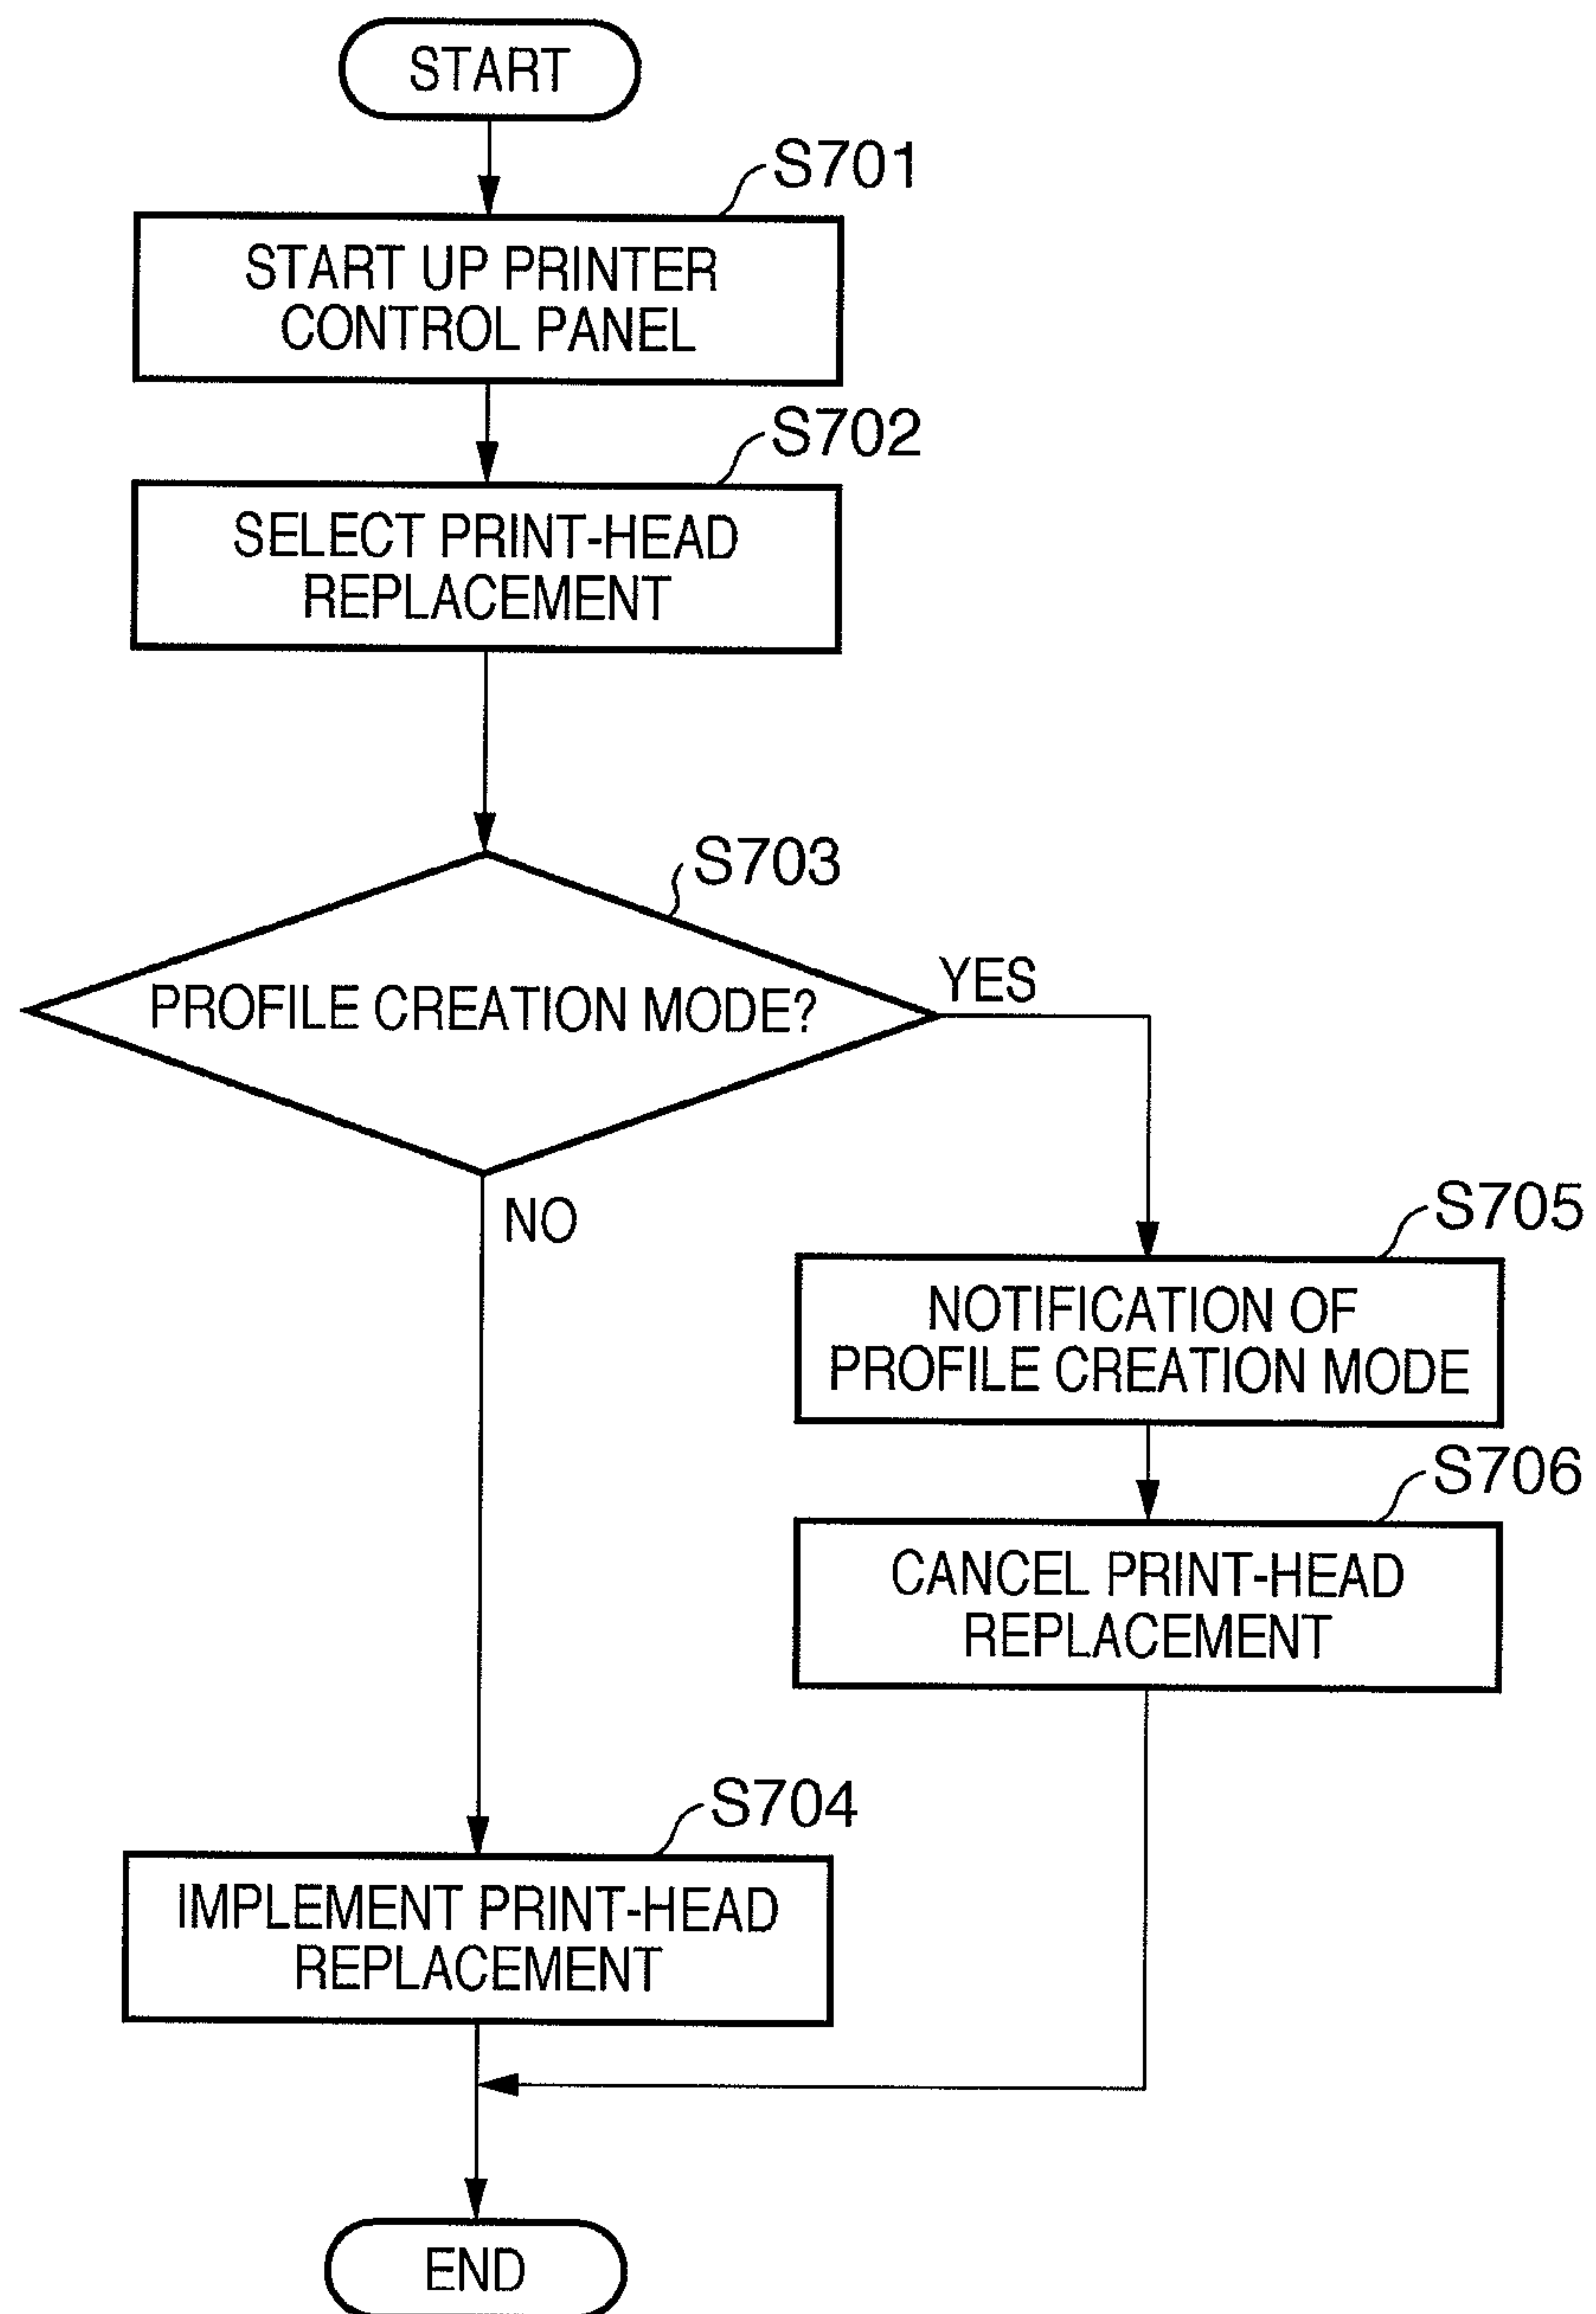 START
S701
START UP PRINTER
CONTROL PANEL
S702
SELECT PRINT-HEAD
REPLACEMENT
S703
PROFILE CREATION MODE?
YES
NO
S705
NOTIFICATION OF
PROFILE CREATION MODE
S706
CANCEL PRINT-HEAD
REPLACEMENT
S704
IMPLEMENT PRINT-HEAD
REPLACEMENT
END